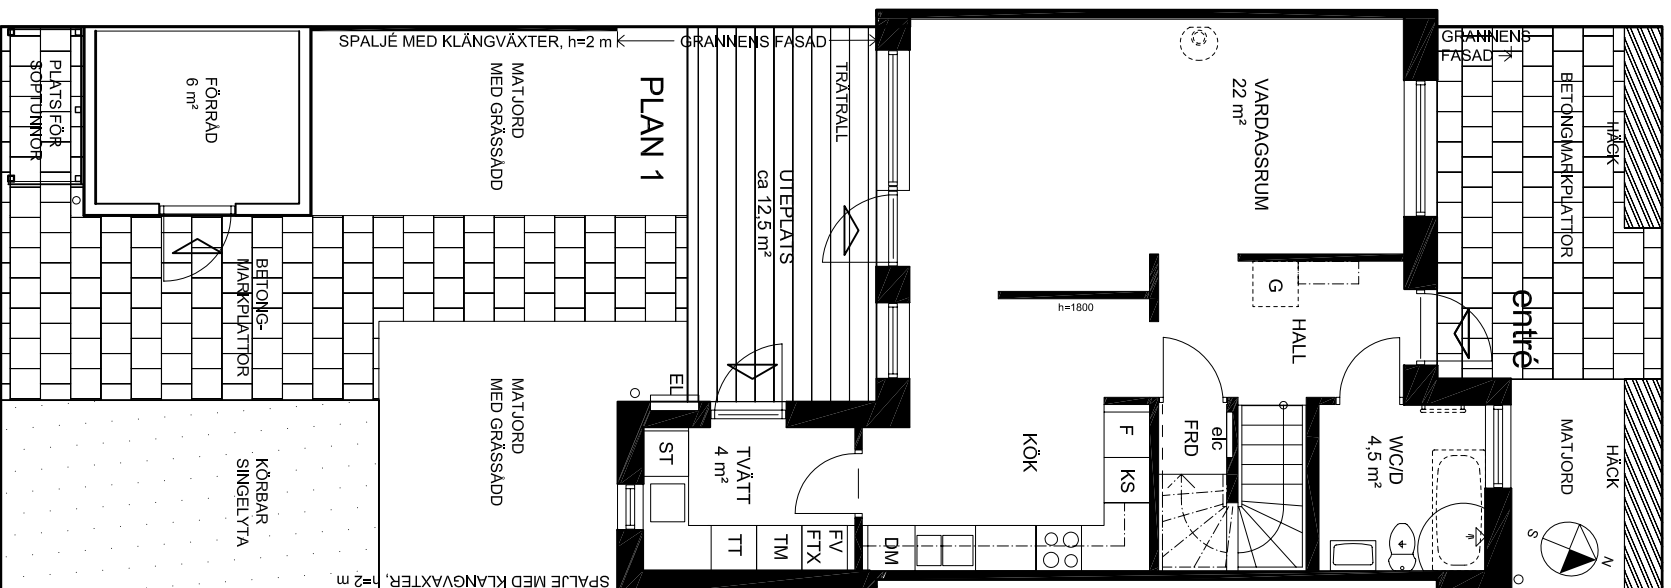 PLATS FÖR
SOPTUNNOR
FÖRRÅD
6 m²
SPALJÉ MED KLÄNGVÄXTER, h=2 m
GRANNENS FASAD
MATJORD
MED GRÄSSÅDD
PLAN 1
TRÄTRALL
UTEPLATS
ca 12,5 m²
VARDAGSRUM
22 m²
GRANNENS
FASAD
BETONGMARKPLATTOR
HÄCK
entré
BETONG-
MARKPLATTOR
h=1800
G
HALL
MATJORD
MED GRÄSSÅDD
EL
KÖRBAR
SINGELYTA
ST
TVÄTT
4 m²
TT
TM
FV
FTX
DM
KÖK
F
KS
FRD
elc
WC/D
4,5 m²
MATJORD
HÄCK
S
N
SPALJÉ MED KLÄNGVÄXTER, h=2 m